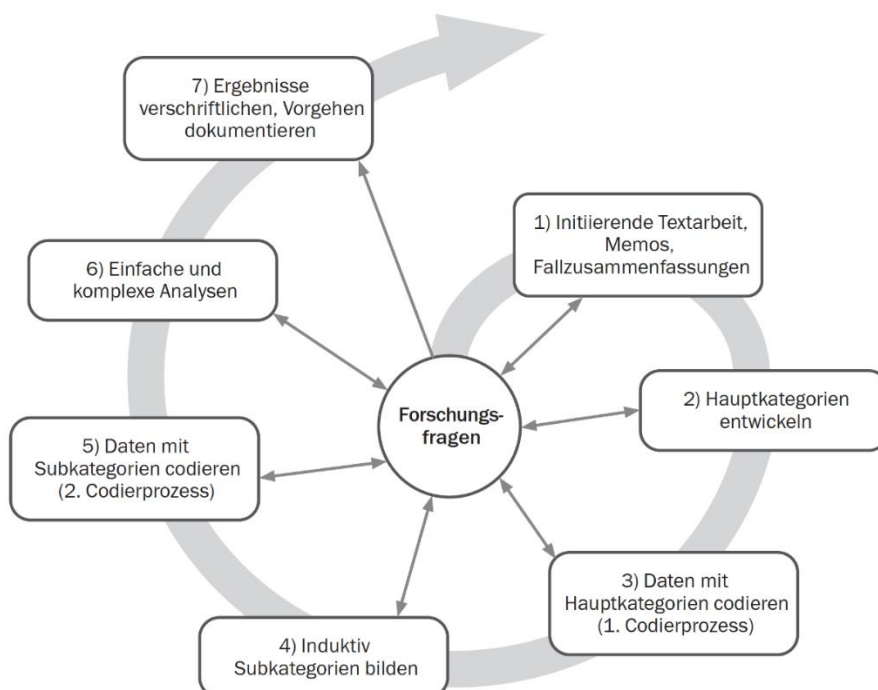 7) Ergebnisse
verschriftlichen, Vorgehen
dokumentieren
1) Initiierende Textarbeit,
Memos,
Fallzusammenfassungen
6) Einfache und
komplexe Analysen
2) Hauptkategorien
entwickeln
Forschungs-
fragen
5) Daten mit
Subkategorien codieren
(2. Codierprozess)
3) Daten mit
Hauptkategorien codieren
(1. Codierprozess)
4) Induktiv
Subkategorien bilden